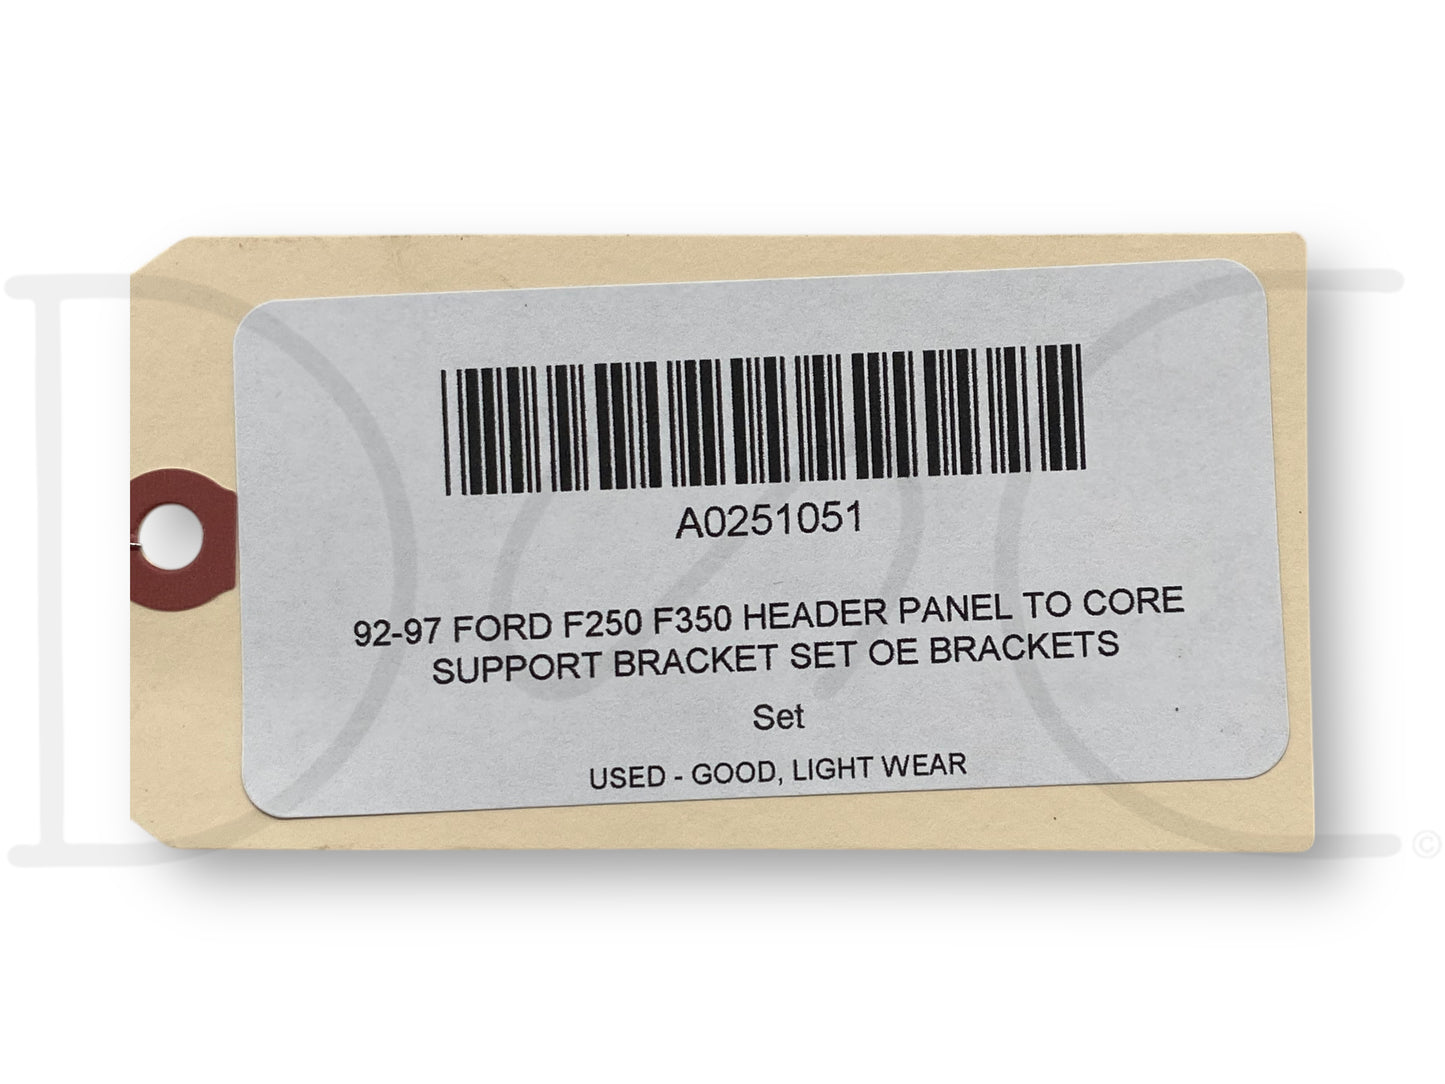 A0251051
92-97 FORD F250 F350 HEADER PANEL TO CORE
SUPPORT BRACKET SET OE BRACKETS
Set
USED - GOOD, LIGHT WEAR
©